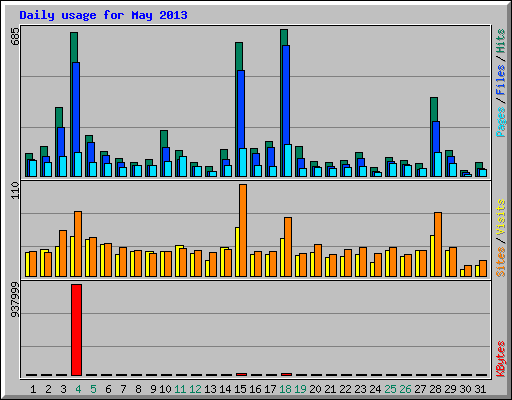 Daily usage for May 2013
685
Pages / Files / Hits
110
Sites / Visits
937999
KBytes
1 2 3 4 5 6 7 8 9 10 11 12 13 14 15 16 17 18 19 20 21 22 23 24 25 26 27 28 29 30 31